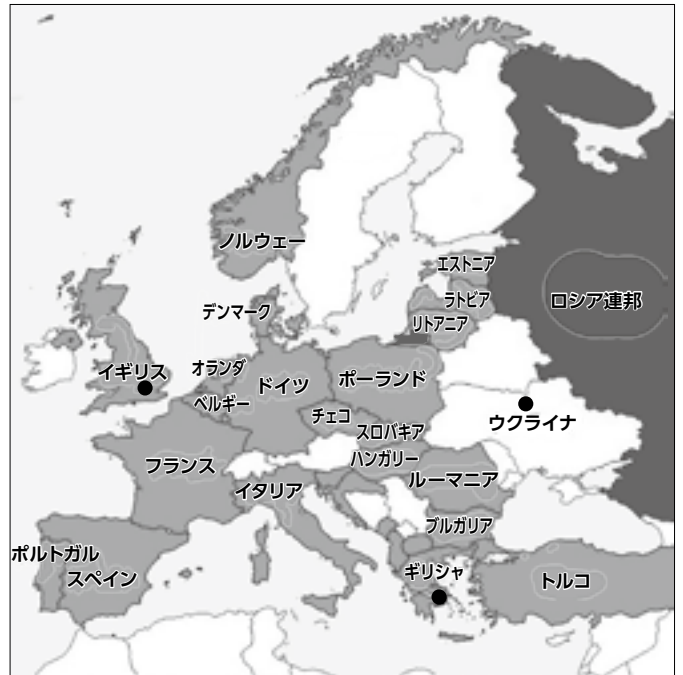 ノルウェー
エストニア
ラトビア
ロシア連邦
デンマーク
リトアニア
オランダ
イギリス
ドイツ
ポーランド
ベルギー
チェコ
ウクライナ
スロバキア
ハンガリー
フランス
ルーマニア
イタリア
ブルガリア
ポルトガル
スペイン
ギリシャ
トルコ